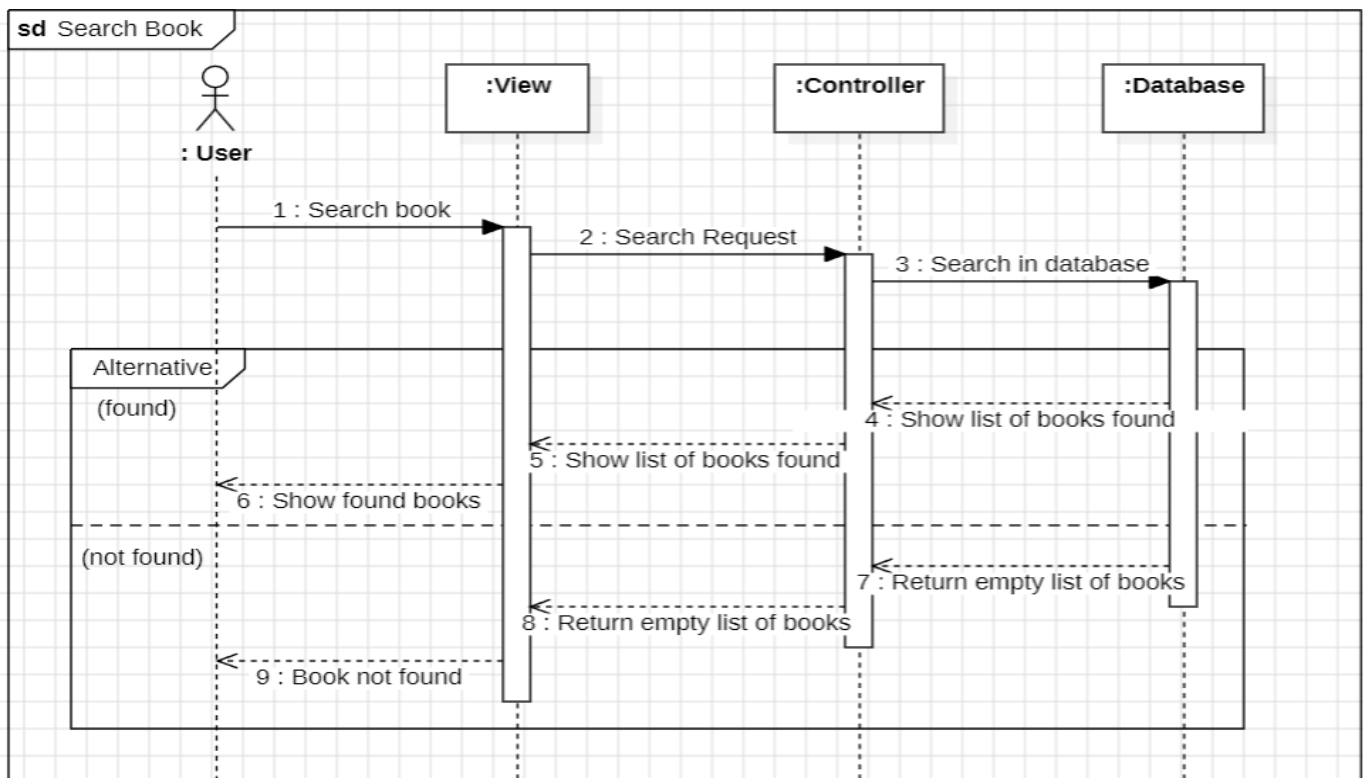 sd Search Book
: User
:View
:Controller
:Database
1 : Search book
2 : Search Request
3 : Search in database
Alternative
(found)
4 : Show list of books found
5 : Show list of books found
6 : Show found books
(not found)
7 : Return empty list of books
8 : Return empty list of books
9 : Book not found